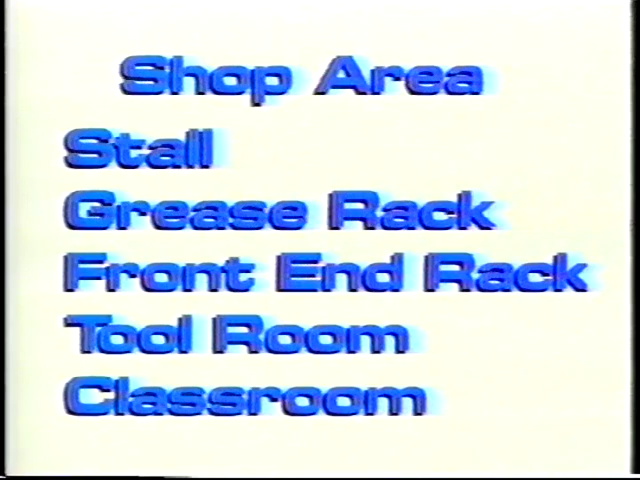 Shop Area
Stall
Grease Rack
Front End Rack
Tool Room
Classroom